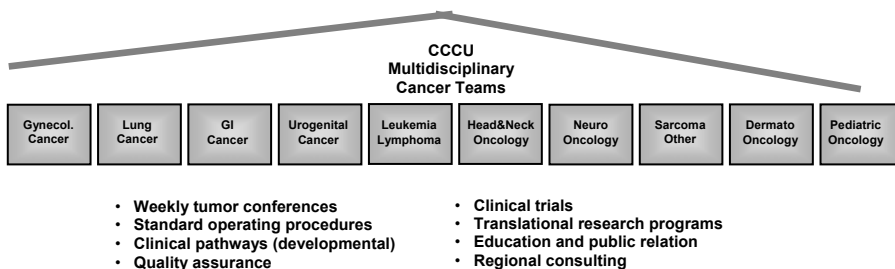 CCCU
Multidisciplinary
Cancer Teams
Gynecol.
Cancer
Lung
Cancer
GI
Cancer
Urogenital
Cancer
Leukemia
Lymphoma
Head&Neck
Oncology
Neuro
Oncology
Sarcoma
Other
Dermato
Oncology
Pediatric
Oncology
• Weekly tumor conferences
• Standard operating procedures
• Clinical pathways (developmental)
• Quality assurance
• Clinical trials
• Translational research programs
• Education and public relation
• Regional consulting